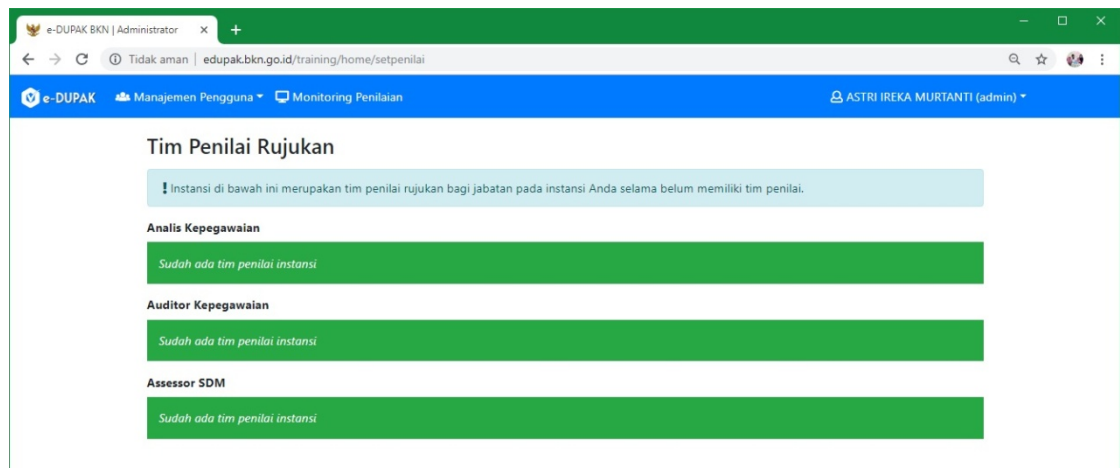 e-DUPAK BKN | Administrator
Tidak aman | edupak.bkn.go.id/training/home/setpenilai
e-DUPAK Manajemen Pengguna Monitoring Penilaian ASTRI IREKA MURTANTI (admin)
Tim Penilai Rujukan
! Instansi di bawah ini merupakan tim penilai rujukan bagi jabatan pada instansi Anda selama belum memiliki tim penilai.
Analis Kepegawaian
Sudah ada tim penilai instansi
Auditor Kepegawaian
Sudah ada tim penilai instansi
Assessor SDM
Sudah ada tim penilai instansi